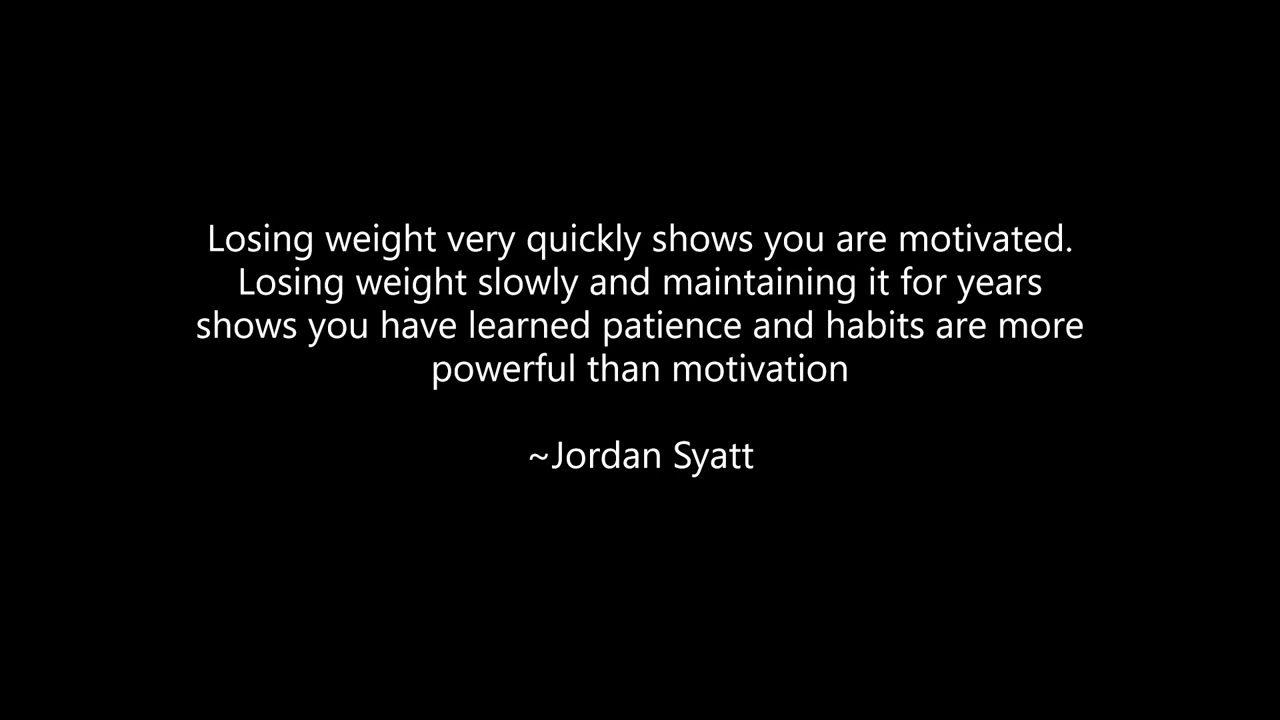 Losing weight very quickly shows you are motivated.
Losing weight slowly and maintaining it for years
shows you have learned patience and habits are more
powerful than motivation
~Jordan Syatt